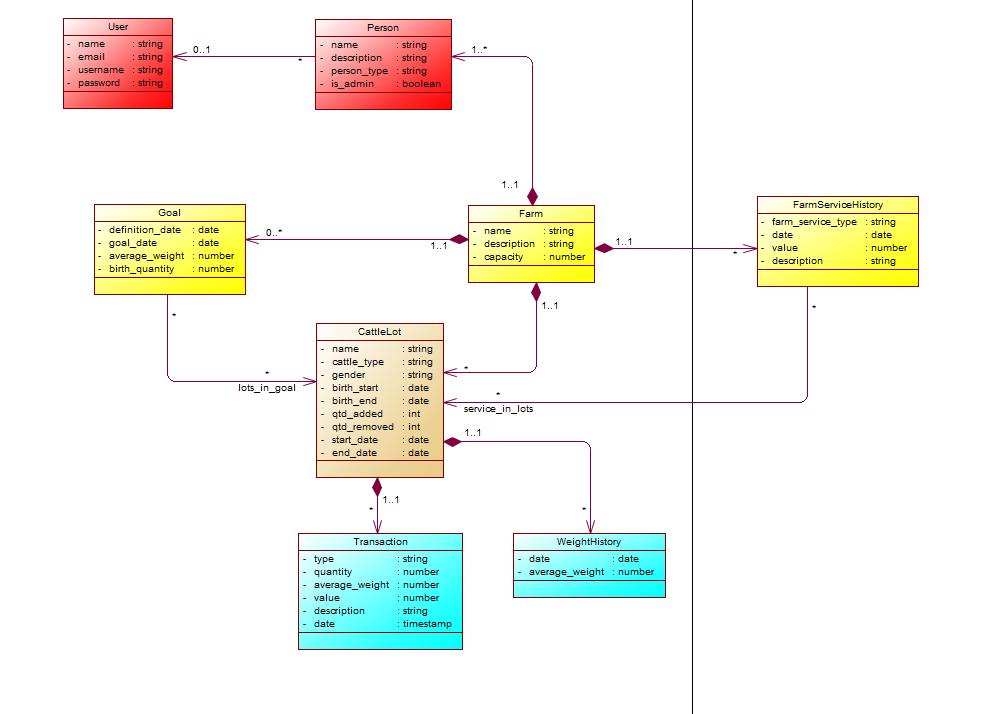 User
- name : string
- email : string
- username : string
- password : string
0..1
*
Person
- name : string
- description : string
- person_type : string
- is_admin : boolean
1..*
1..1
Goal
- definition_date : date
- goal_date : date
- average_weight : number
- birth_quantity : number
0..*
1..1
Farm
- name : string
- description : string
- capacity : number
1..1
*
FarmServiceHistory
- farm_service_type : string
- date : date
- value : number
- description : string
1..1
*
*
*
lots_in_goal
CattleLot
- name : string
- cattle_type : string
- gender : string
- birth_start : date
- birth_end : date
- qtd_added : int
- qtd_removed : int
- start_date : date
- end_date : date
*
*
service_in_lots
1..1
1..1
*
*
Transaction
- type : string
- quantity : number
- average_weight : number
- value : number
- description : string
- date : timestamp
WeightHistory
- date : date
- average_weight : number